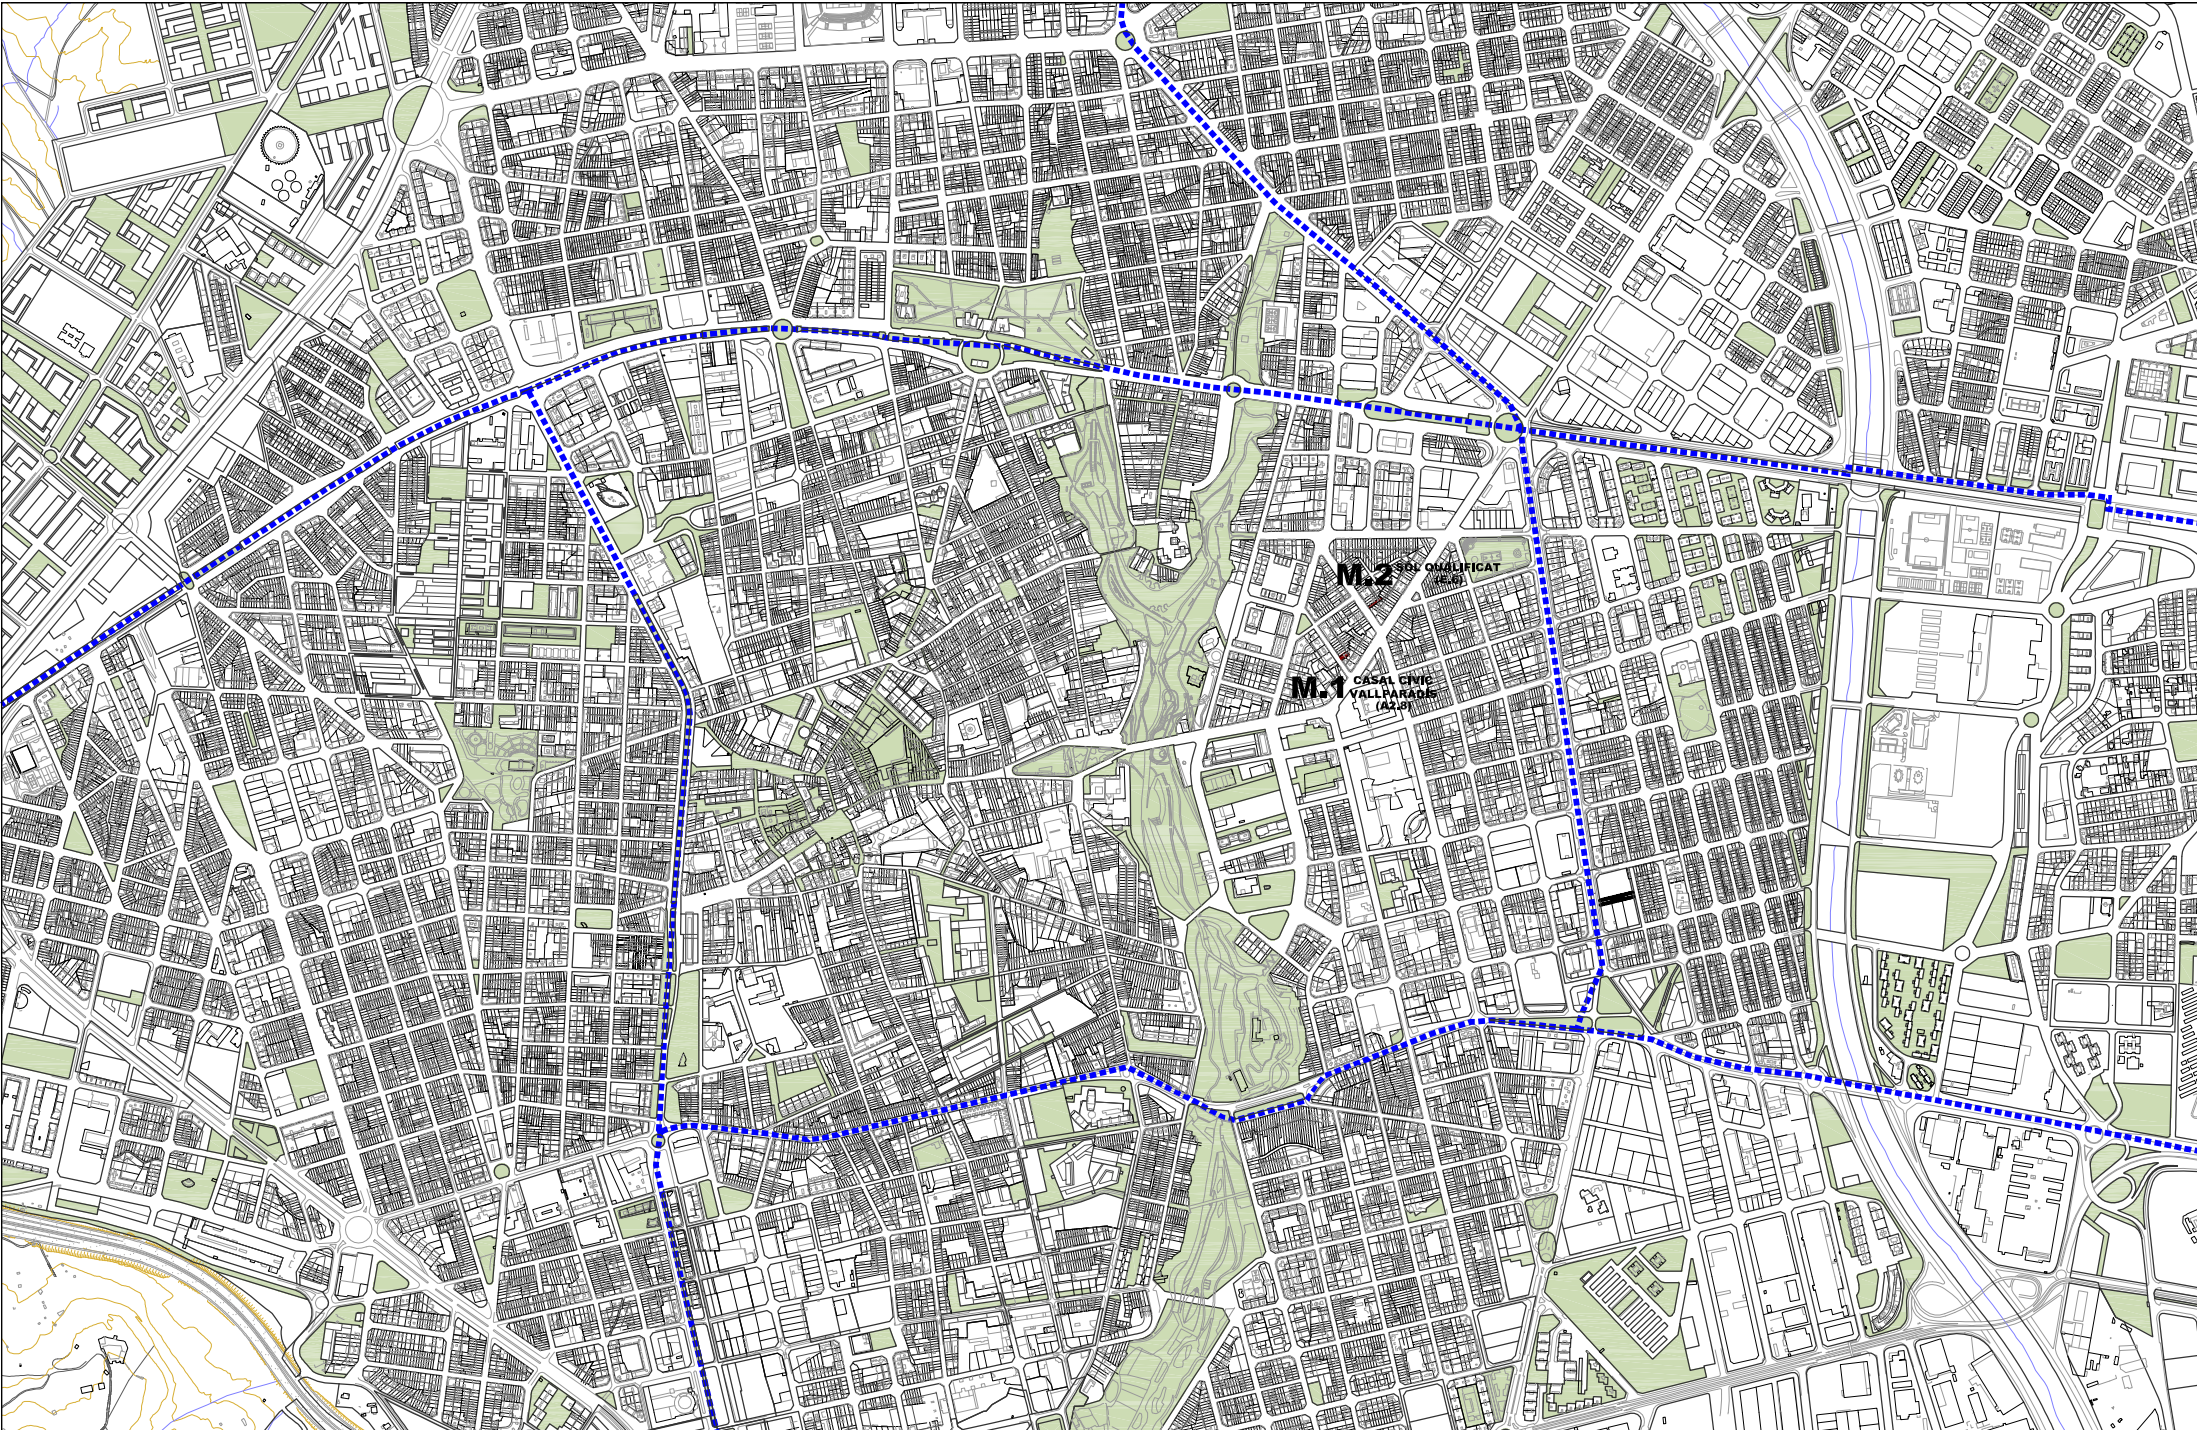 M.2 SÒL QUALIFICAT
(E.6)
M.1 CASAL CÍVIC
VALLPARADÍS
(A2.8)